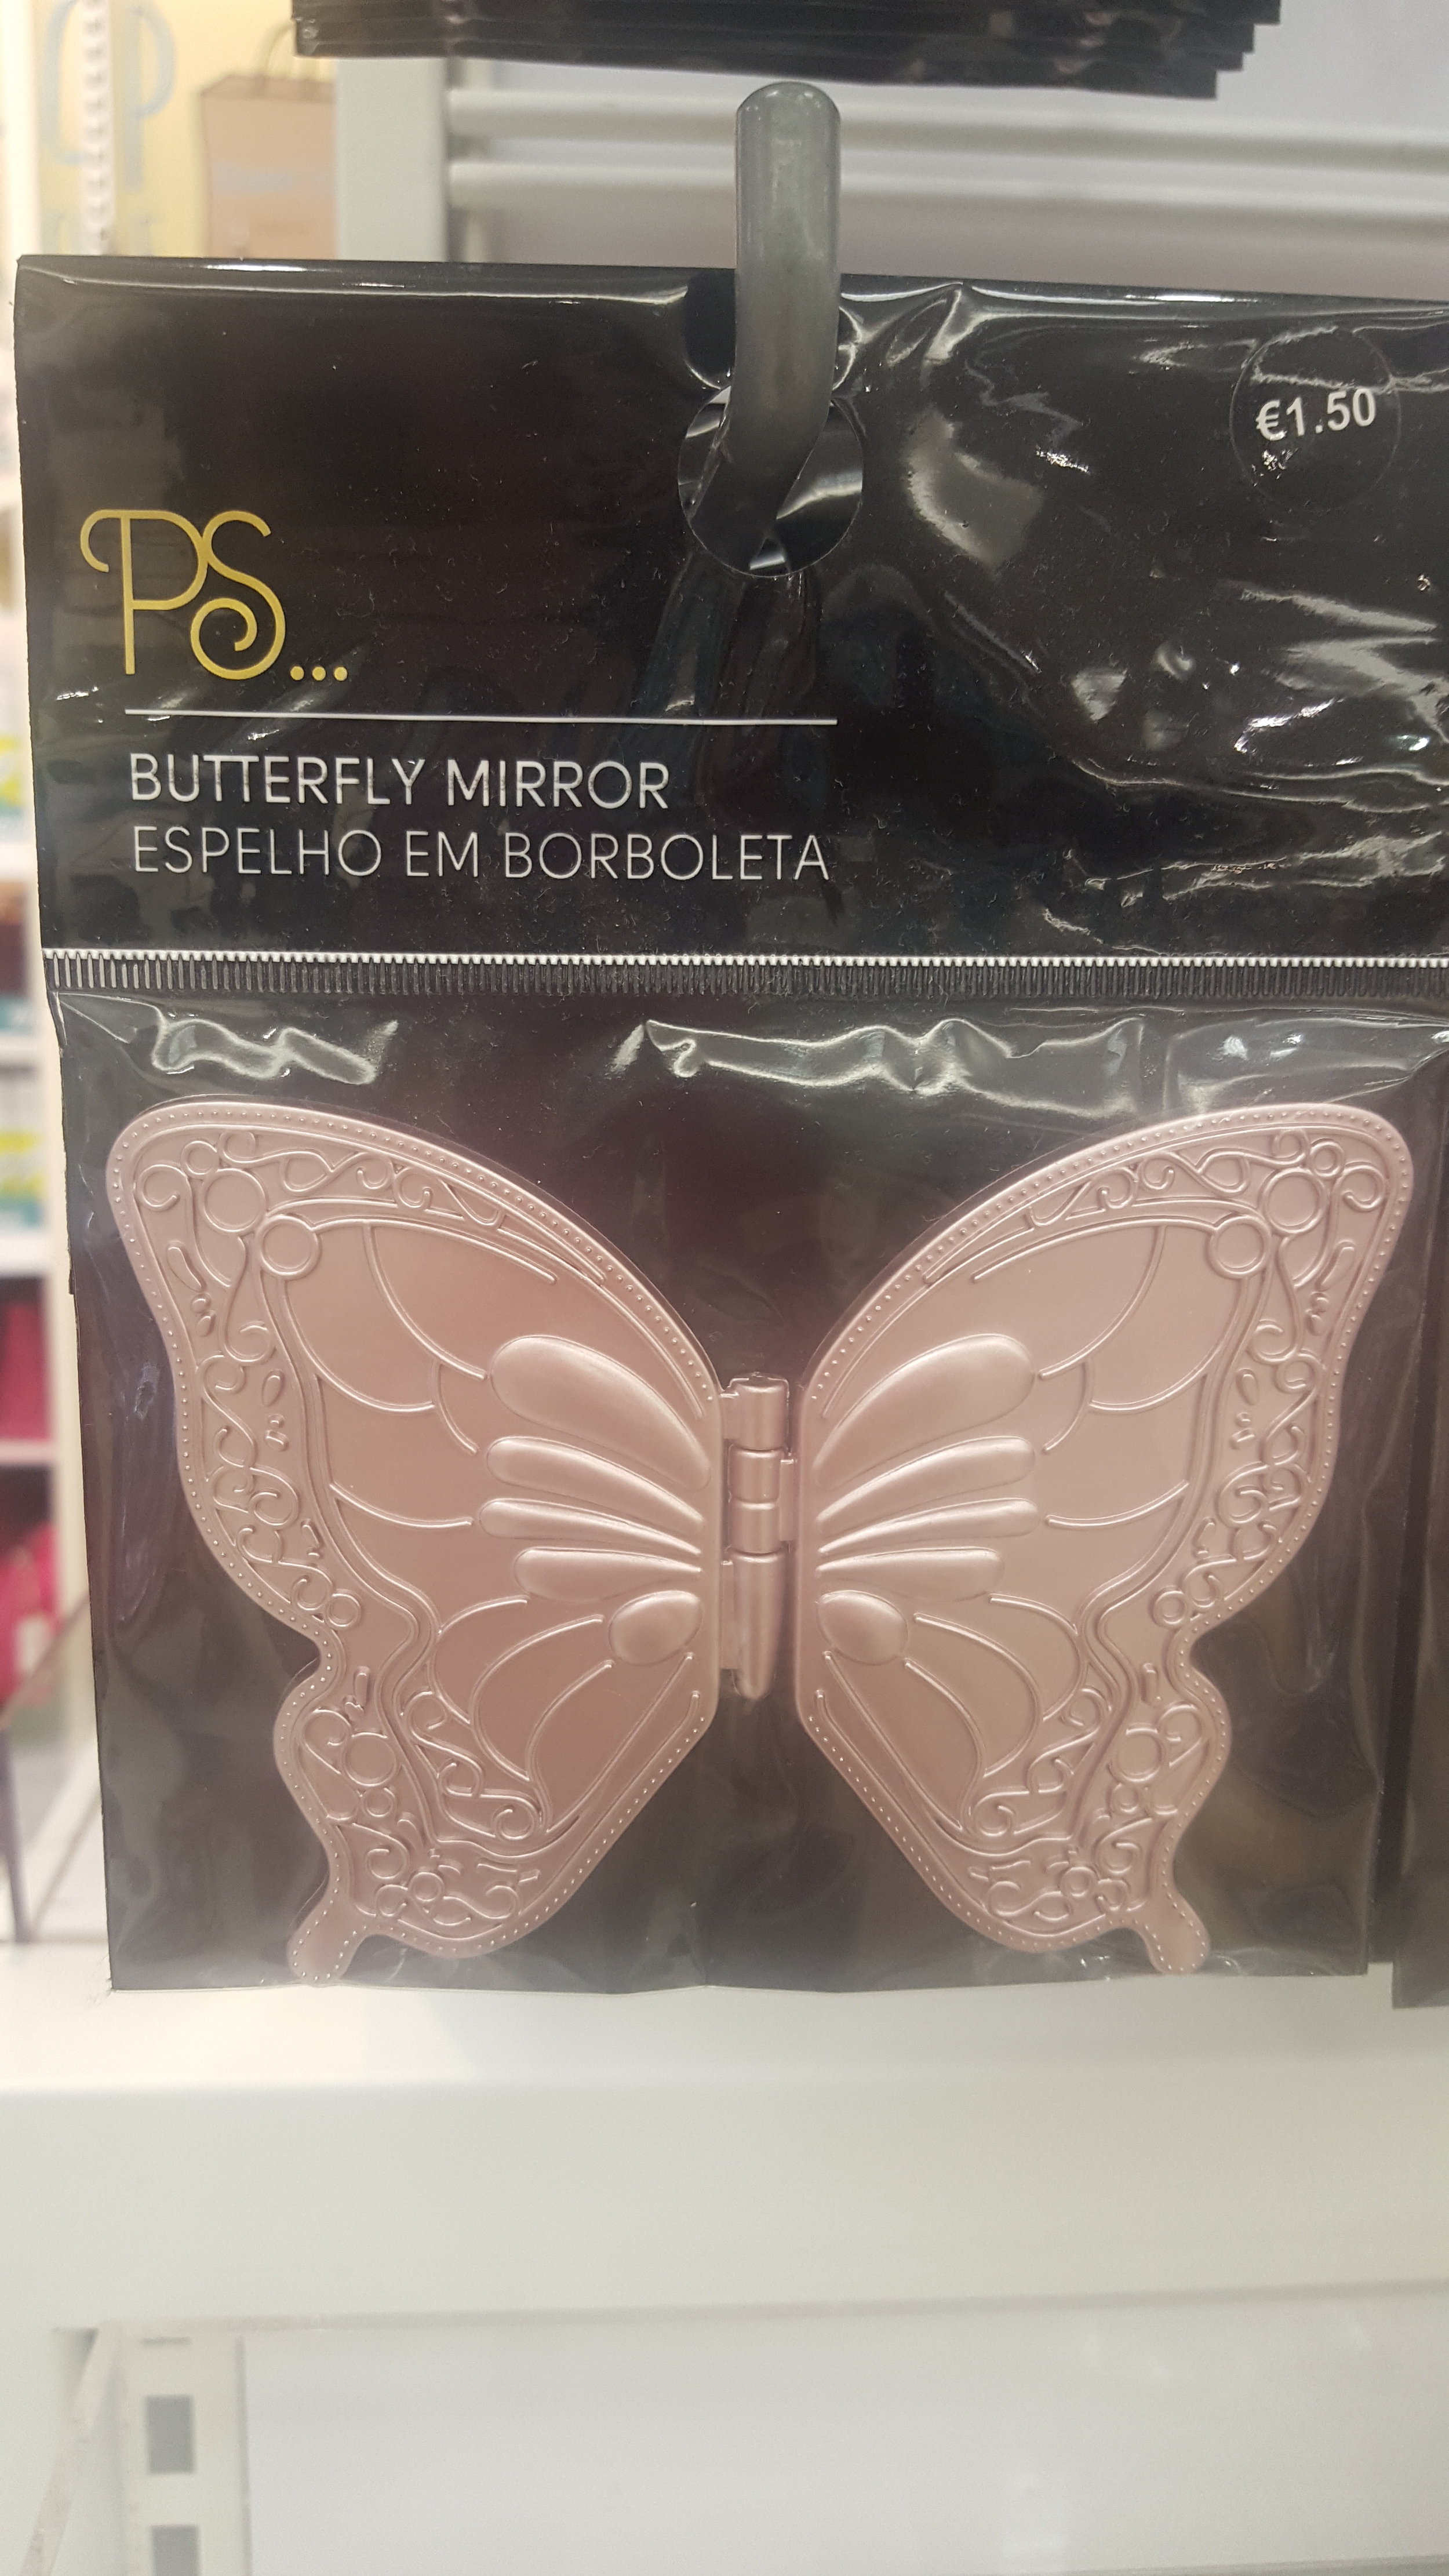 €1.50
PS...
BUTTERFLY MIRROR
ESPELHO EM BORBOLETA